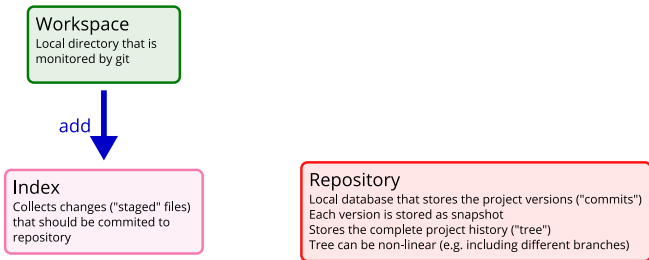 Workspace
Local directory that is
monitored by git
add
Index
Collects changes ("staged" files)
that should be commited to
repository
Repository
Local database that stores the project versions ("commits")
Each version is stored as snapshot
Stores the complete project history ("tree")
Tree can be non-linear (e.g. including different branches)